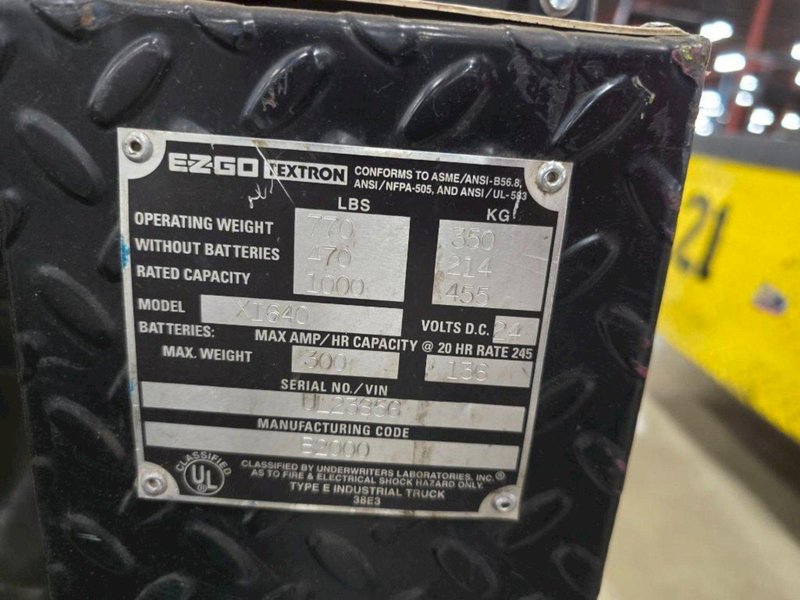 EZGO TEXTRON CONFORMS TO ASME/ANSI-B56.8,
ANSI/NFPA-505, AND ANSI/UL-583
LBS KG
OPERATING WEIGHT 770 350
WITHOUT BATTERIES 470 214
RATED CAPACITY 1000 455
MODEL XI640 VOLTS D.C. 24
BATTERIES: MAX AMP/HR CAPACITY @ 20 HR RATE 245
MAX. WEIGHT 300 136
SERIAL NO./VIN
MANUFACTURING CODE
B2000
CLASSIFIED
UL
CLASSIFIED BY UNDERWRITERS LABORATORIES, INC.®
AS TO FIRE & ELECTRICAL SHOCK HAZARD ONLY.
TYPE E INDUSTRIAL TRUCK
38E3
21